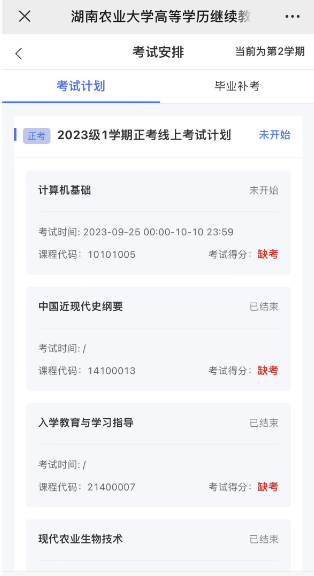 湖南农业大学高等学历继续教
考试安排
当前为第2学期
考试计划
毕业补考
正考 2023级1学期正考线上考试计划 未开始
计算机基础 未开始
考试时间: 2023-09-25 00:00-10-10 23:59
课程代码: 10101005 考试得分: 缺考
中国近现代史纲要 已结束
考试时间: /
课程代码: 14100013 考试得分: 缺考
入学教育与学习指导 已结束
考试时间: /
课程代码: 21400007 考试得分: 缺考
现代农业生物技术 已结束